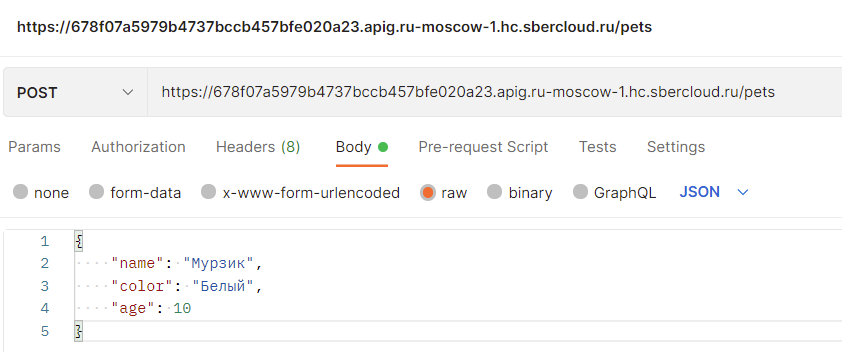 https://678f07a5979b4737bccb457bfe020a23.apig.ru-moscow-1.hc.sbercloud.ru/pets
POST https://678f07a5979b4737bccb457bfe020a23.apig.ru-moscow-1.hc.sbercloud.ru/pets
Params Authorization Headers (8) Body Pre-request Script Tests Settings
none form-data x-www-form-urlencoded raw binary GraphQL JSON
1 {
2 "name": "Мурзик",
3 "color": "Белый",
4 "age": 10
5 }